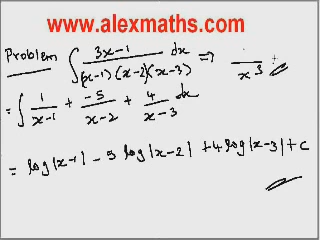 www.alexmaths.com
Problem ∫ 3x-1 / (x-1)(x-2)(x-3) dx ⇒ / x³
= ∫ 1/x-1 + -5/x-2 + 4/x-3 dx
= log|x-1| - 5 log|x-2| + 4 log|x-3| + c